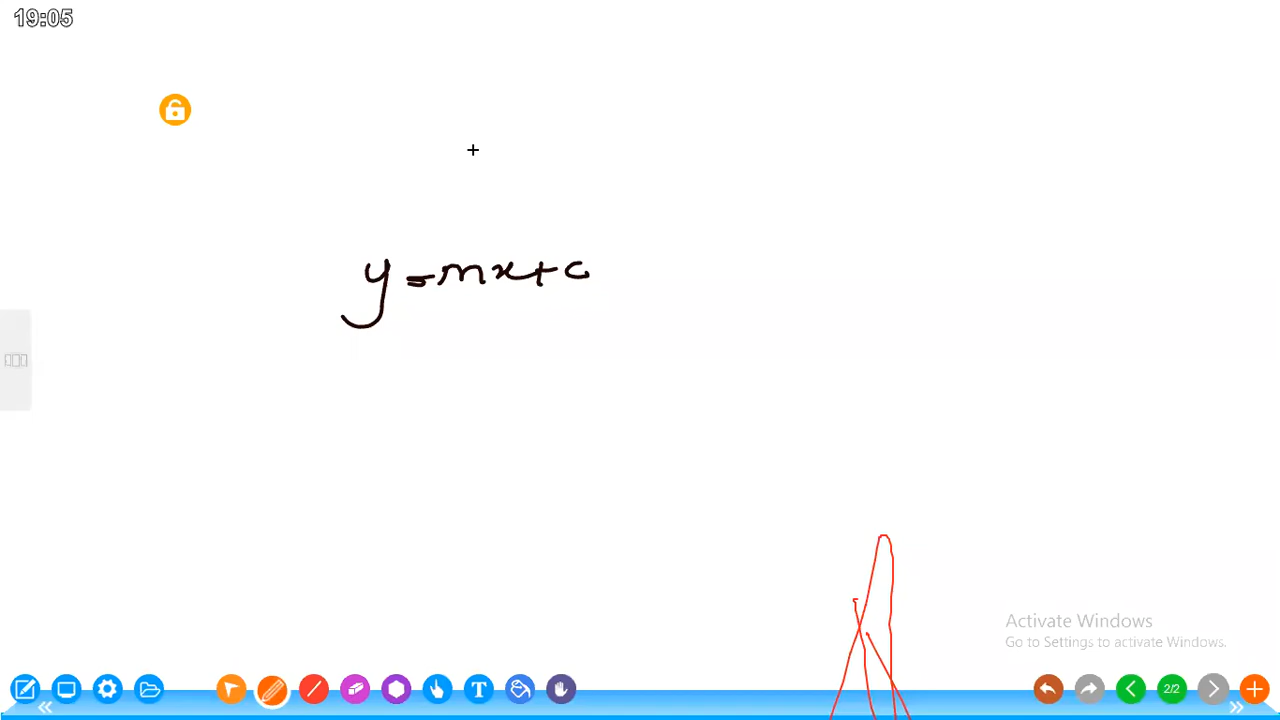 19:05
y = mx + c
Activate Windows
Go to Settings to activate Windows.
T
2/2